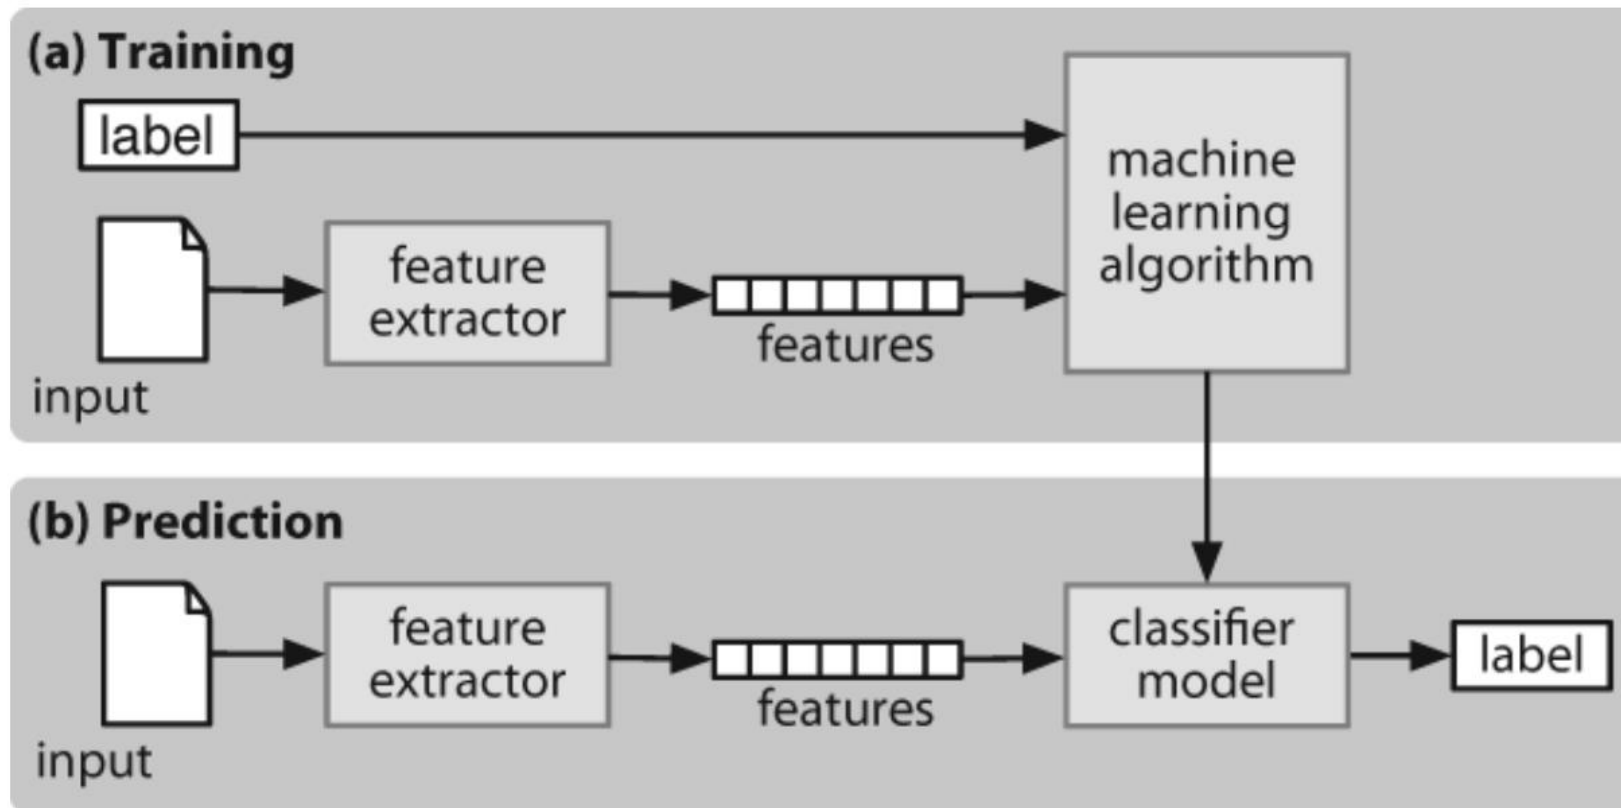 (a) Training
label
machine
learning
algorithm
feature
extractor
features
input
(b) Prediction
feature
extractor
features
classifier
model
label
input